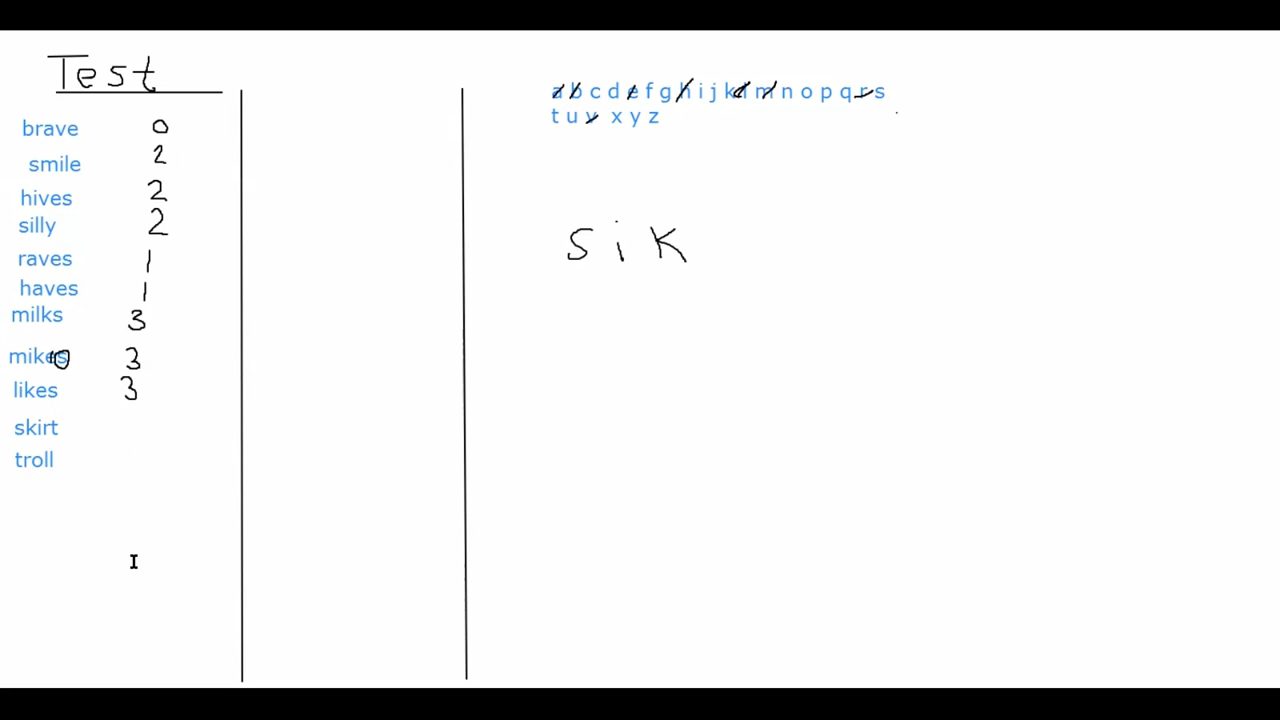 Test
brave 0
smile 2
hives 2
silly 2
raves 1
haves 1
milks 3
mikes 3
likes 3
skirt
troll
a b c d e f g h i j k l m n o p q r s
t u v x y z
s i k